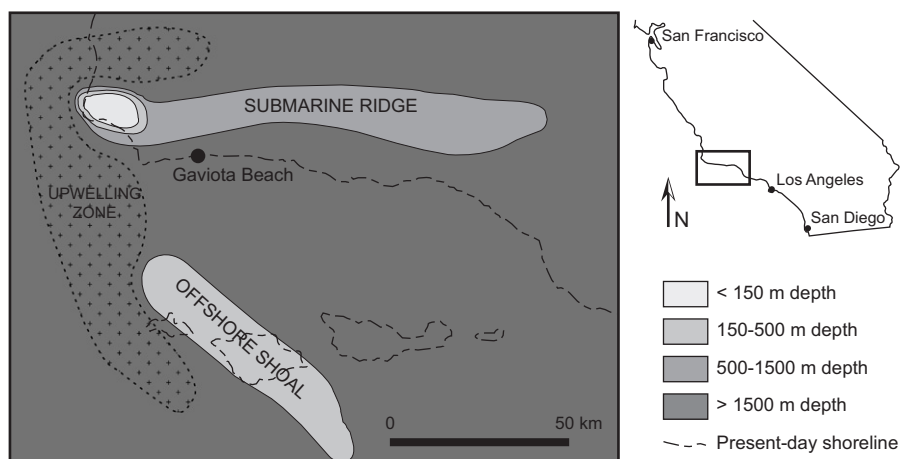 SUBMARINE RIDGE
Gaviota Beach
UPWELLING
ZONE
OFFSHORE SHOAL
0
50 km
San Francisco
Los Angeles
San Diego
N
< 150 m depth
150-500 m depth
500-1500 m depth
> 1500 m depth
Present-day shoreline